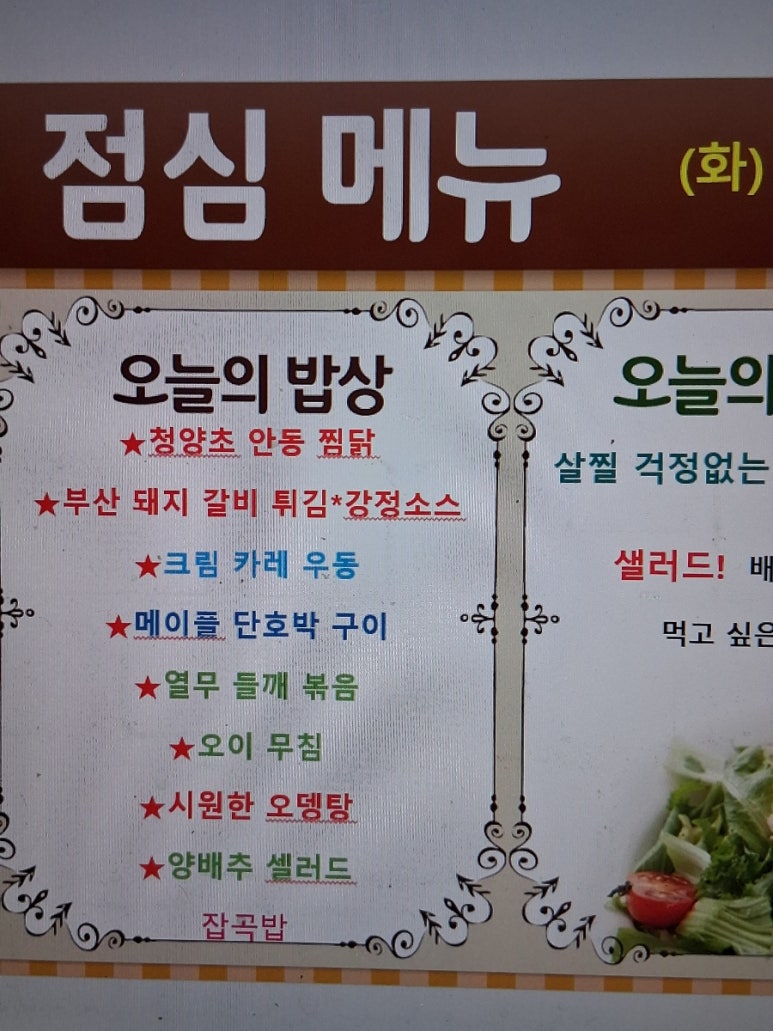 점심 메뉴
(화)
오늘의 밥상
★청양초 안동 찜닭
★부산 돼지 갈비 튀김*강정소스
★크림 카레 우동
★메이플 단호박 구이
★열무 들깨 볶음
★오이 무침
★시원한 오뎅탕
★양배추 셀러드
잡곡밥
오늘의
살찔 걱정없는
샐러드! 배
먹고 싶은